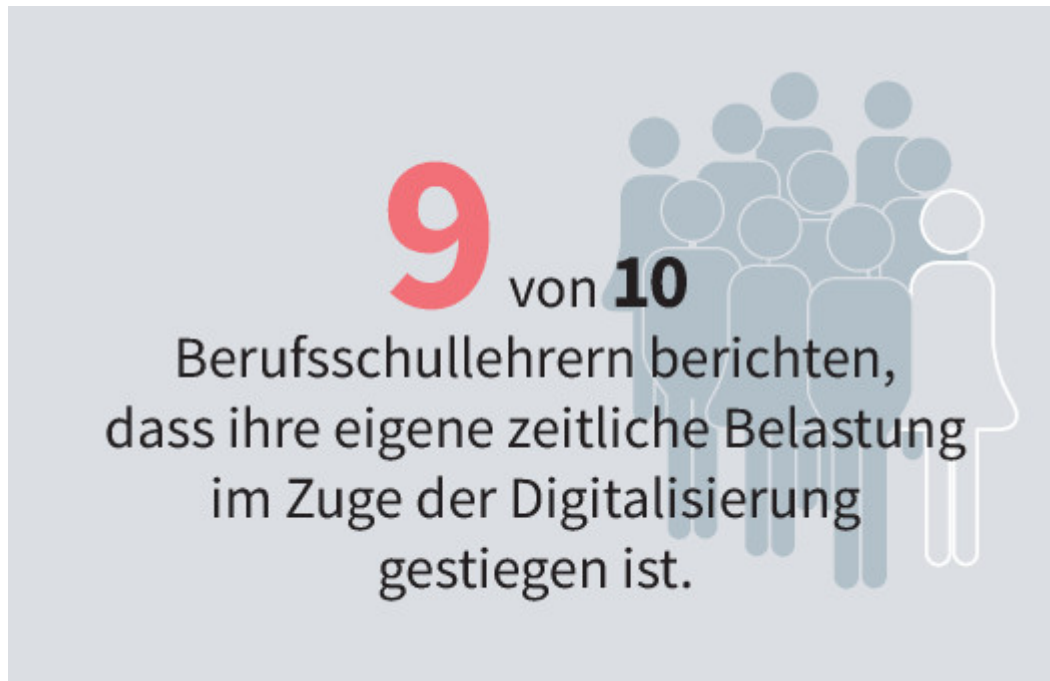 9 von 10
Berufsschullehrern berichten,
dass ihre eigene zeitliche Belastung
im Zuge der Digitalisierung
gestiegen ist.